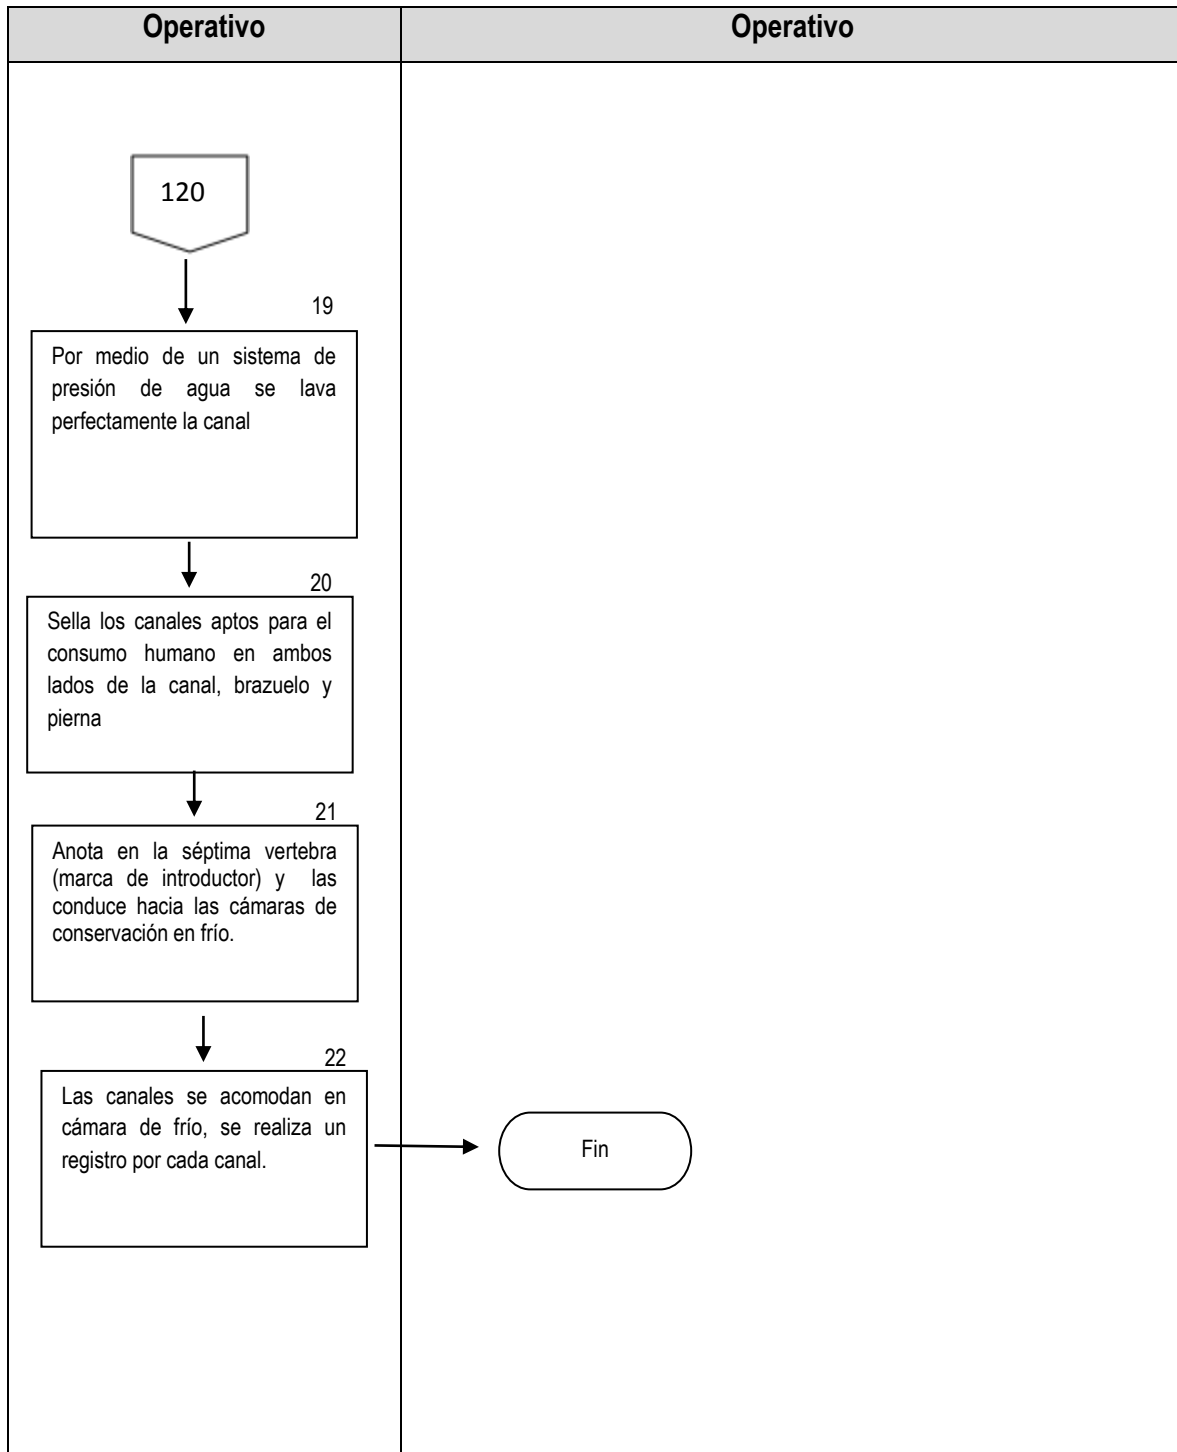 Operativo
Operativo
120
19
Por medio de un sistema de
presión de agua se lava
perfectamente la canal
20
Sella los canales aptos para el
consumo humano en ambos
lados de la canal, brazuelo y
pierna
21
Anota en la séptima vertebra
(marca de introductor) y las
conduce hacia las cámaras de
conservación en frío.
22
Las canales se acomodan en
cámara de frío, se realiza un
registro por cada canal.
Fin